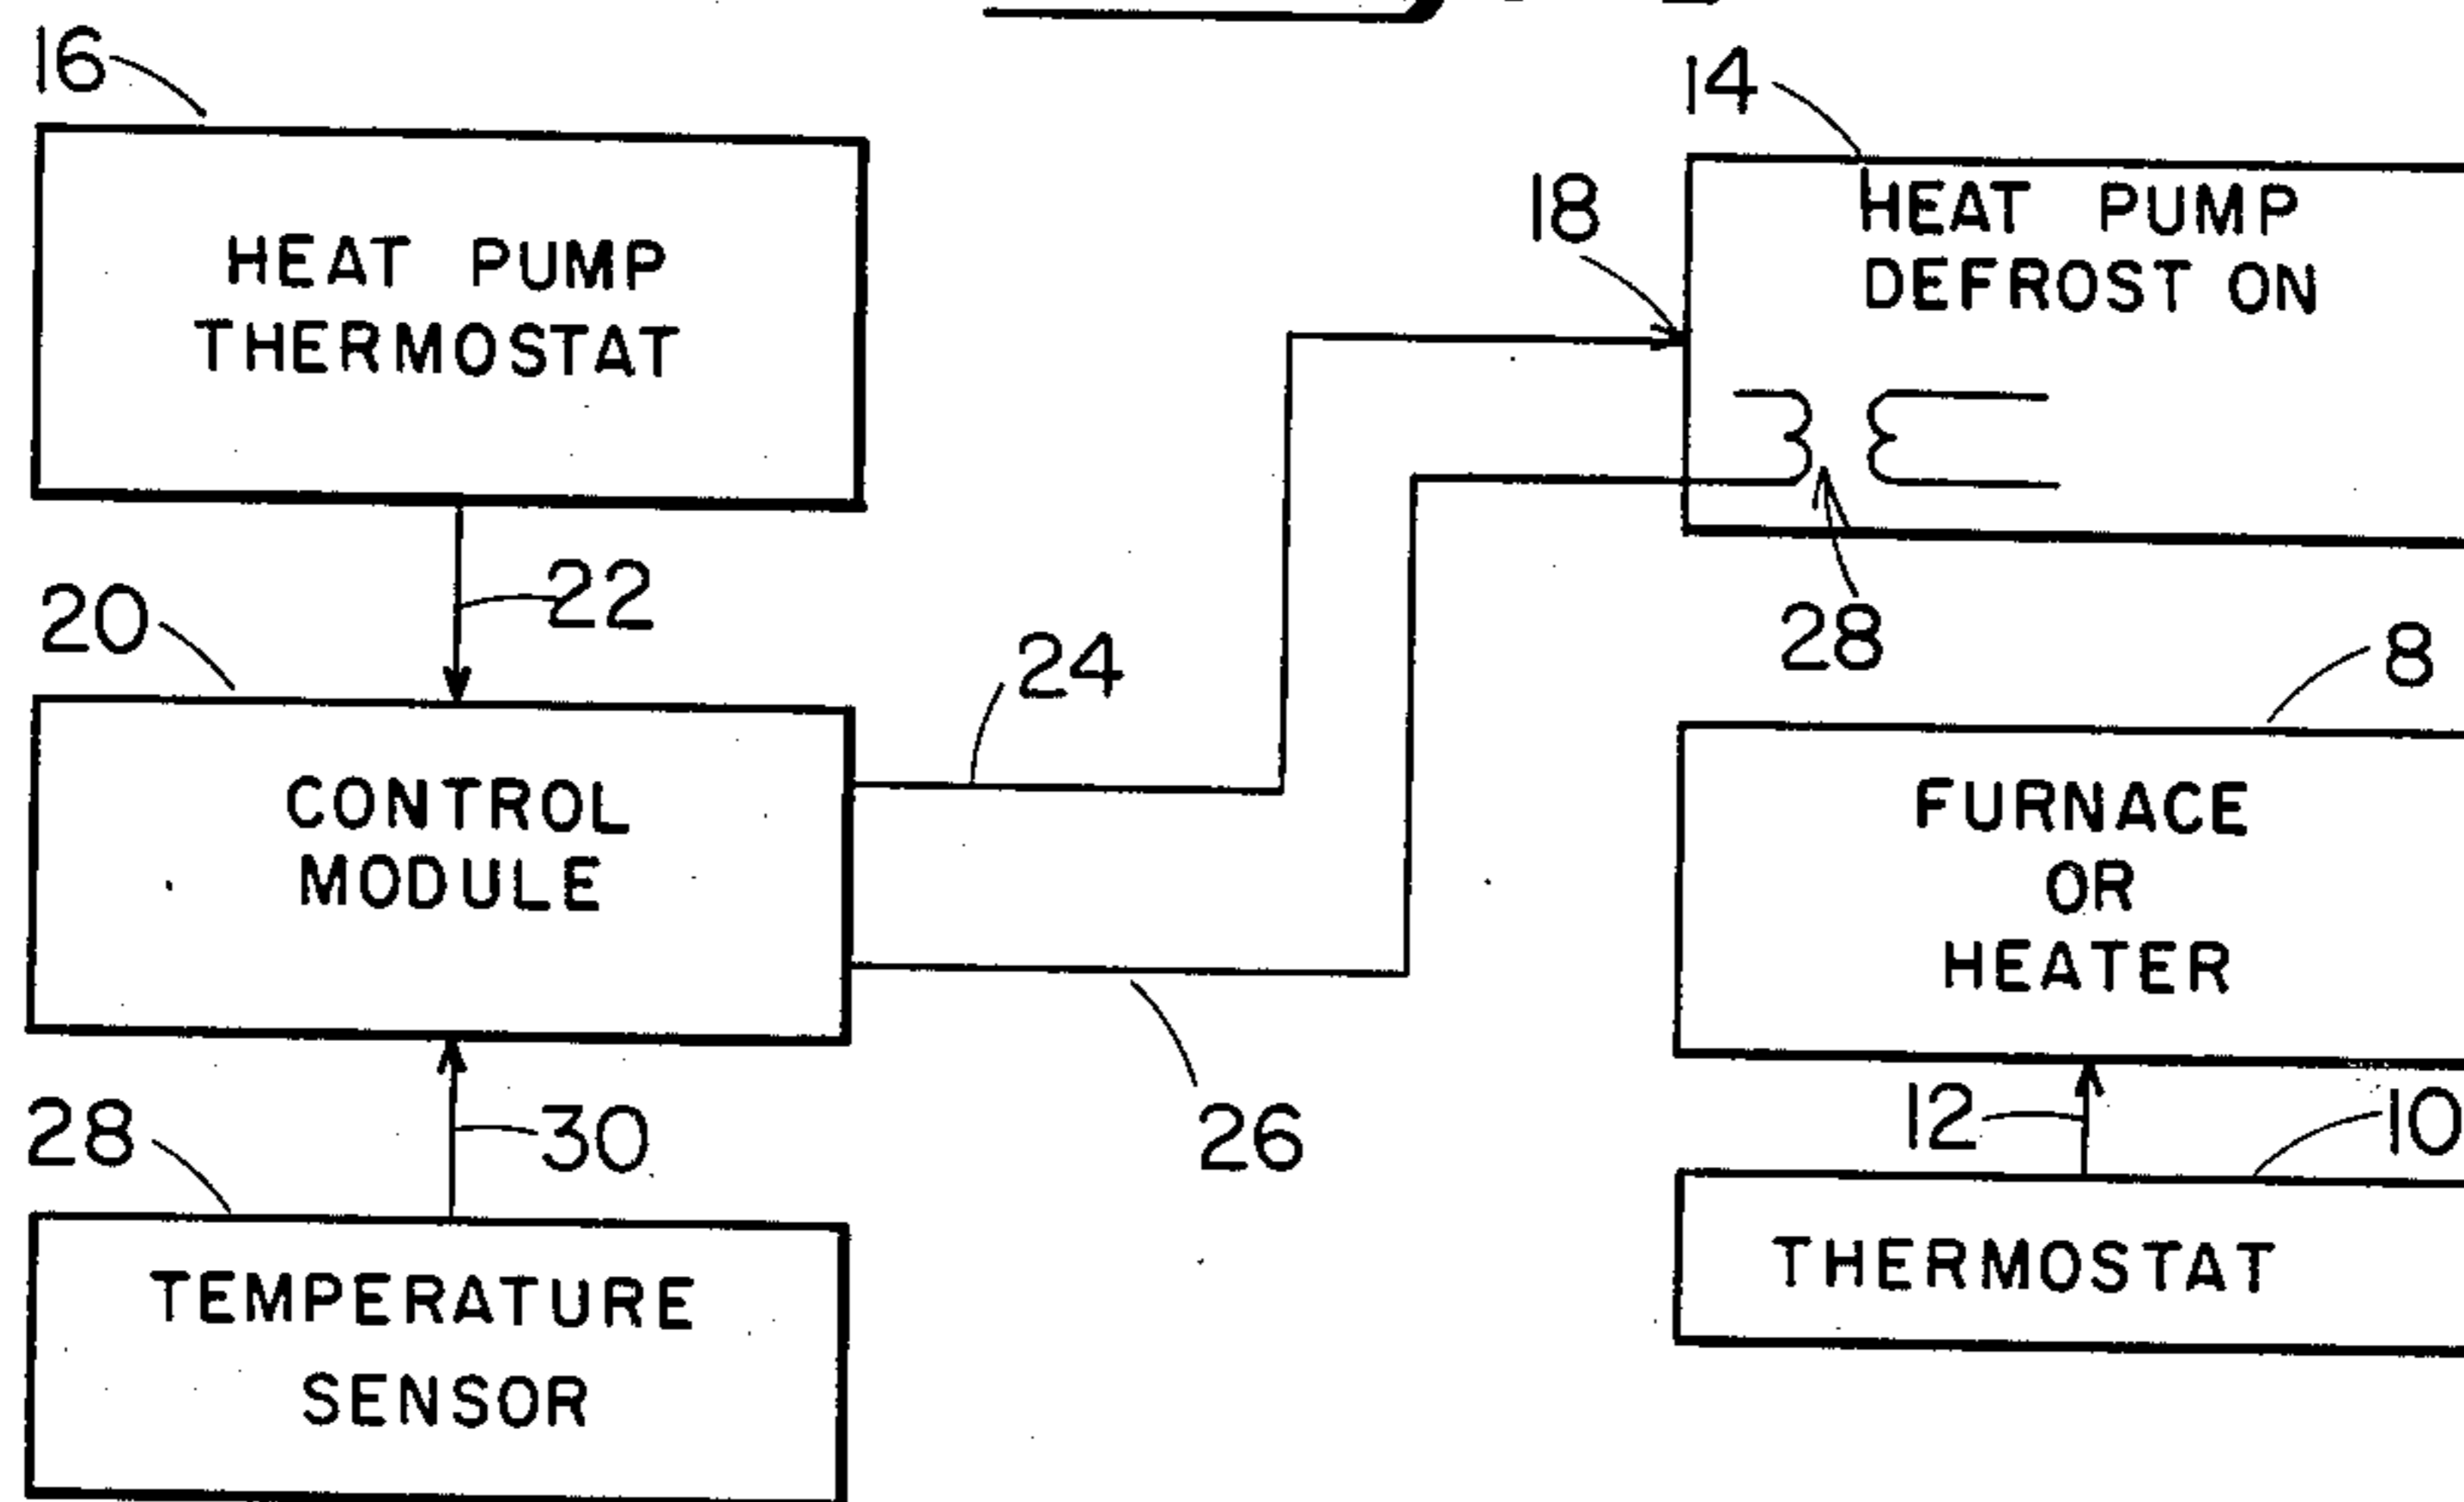 16
14
18
HEAT PUMP
THERMOSTAT
HEAT PUMP
DEFROST ON
22
20
24
28
8
CONTROL
MODULE
FURNACE
OR
HEATER
28
30
26
12
10
TEMPERATURE
SENSOR
THERMOSTAT